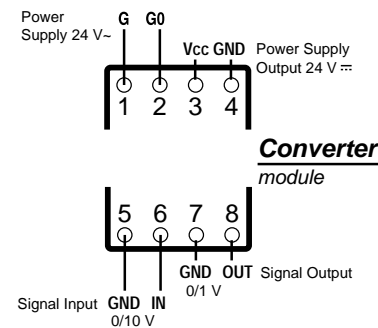 Power G G0
Supply 24 V~
Vcc GND Power Supply
Output 24 V ⎓
1 2 3 4
Converter
module
5 6 7 8
GND OUT Signal Output
0/1 V
Signal Input GND IN
0/10 V